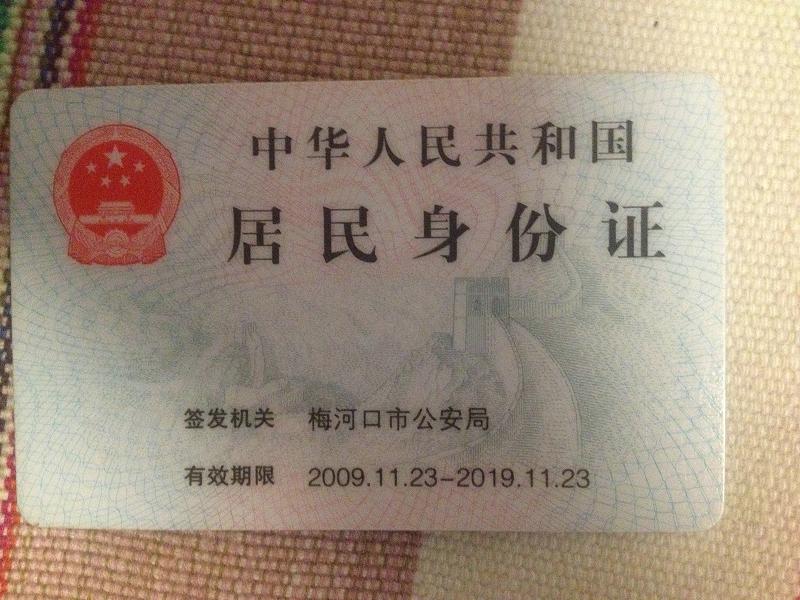 中华人民共和国
居民身份证
签发机关 梅河口市公安局
有效期限 2009.11.23-2019.11.23